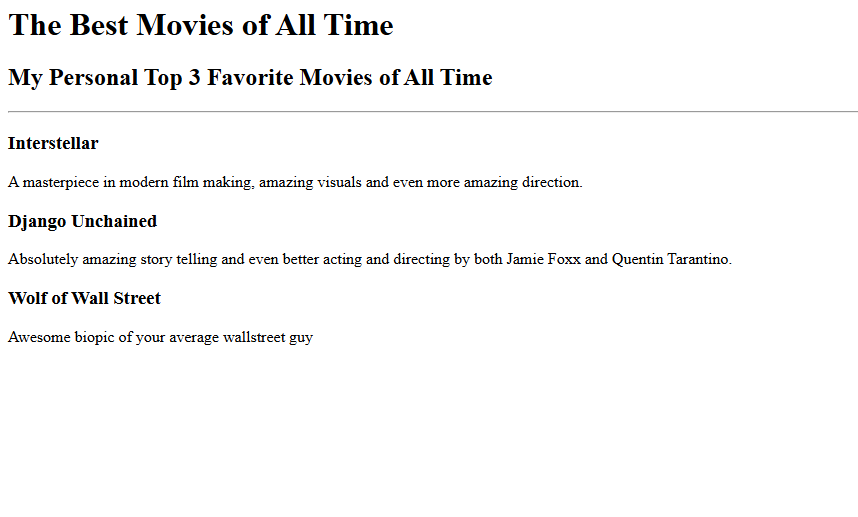 The Best Movies of All Time
My Personal Top 3 Favorite Movies of All Time
Interstellar
A masterpiece in modern film making, amazing visuals and even more amazing direction.
Django Unchained
Absolutely amazing story telling and even better acting and directing by both Jamie Foxx and Quentin Tarantino.
Wolf of Wall Street
Awesome biopic of your average wallstreet guy